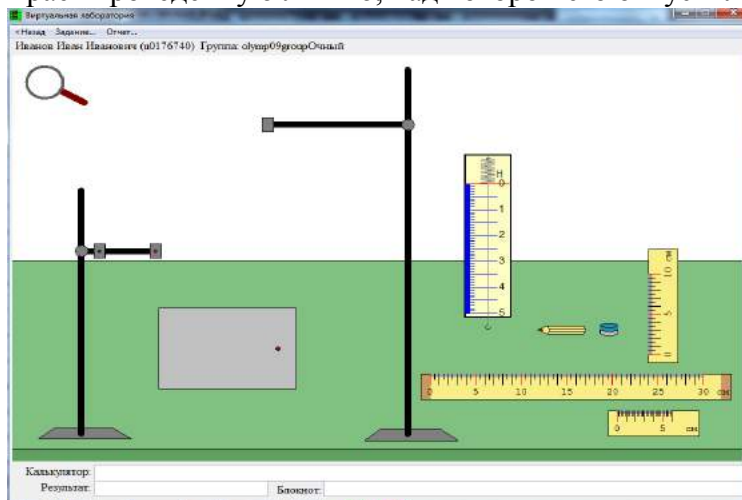 Виртуальная лаборатория
<Назад Задание... Отчет...
Иванов Иван Иванович (n0176740) Группа: olymp09groupОчный
Н
0
1
2
3
4
5
см
10
5
0
0 5 10 15 20 25 30 см
0 5 см
Калькулятор:
Результат:
Блокнот: